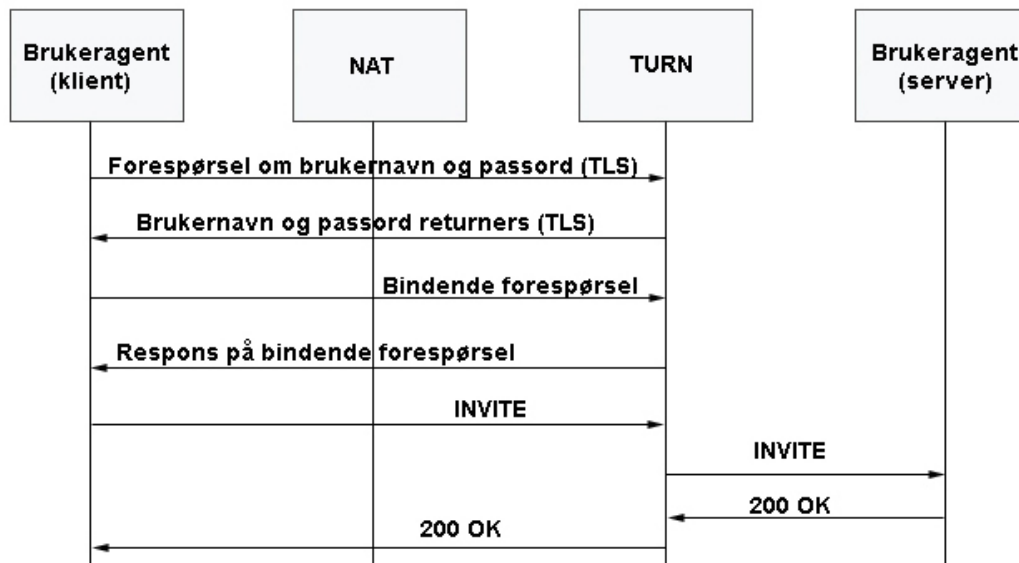 Brukeragent
(klient)
NAT
TURN
Brukeragent
(server)
Forespørsel om brukernavn og passord (TLS)
Brukernavn og passord returners (TLS)
Bindende forespørsel
Respons på bindende forespørsel
INVITE
INVITE
200 OK
200 OK